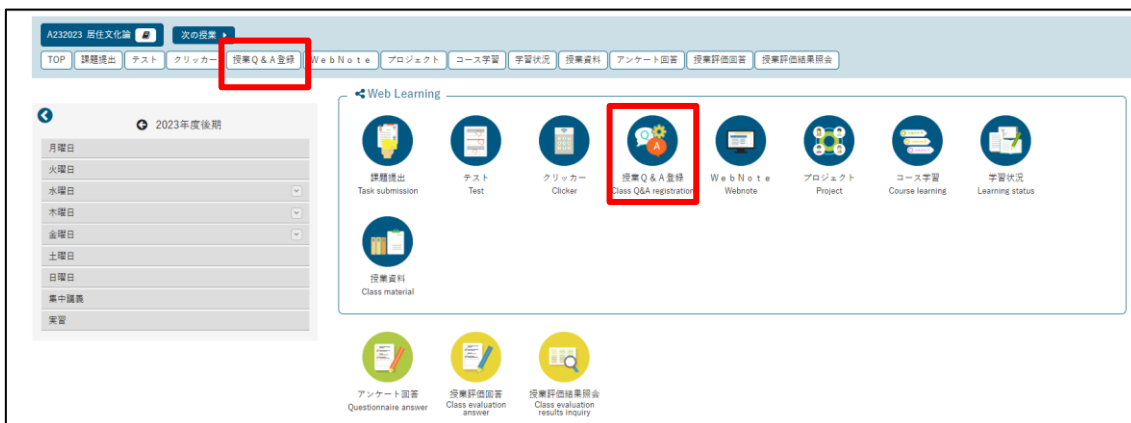 A232023 居住文化論
次の授業
TOP 課題提出 テスト クリッカー 授業Q&A登録 WebNote プロジェクト コース学習 学習状況 授業資料 アンケート回答 授業評価回答 授業評価結果照会
2023年度後期
月曜日
火曜日
水曜日
木曜日
金曜日
土曜日
日曜日
集中講義
実習
Web Learning
Q A
課題提出 テスト クリッカー 授業Q&A登録 WebNote プロジェクト コース学習 学習状況
Task submission Test Clicker Class Q&A registration Webnote Project Course learning Learning status
授業資料
Class material
アンケート回答 授業評価回答 授業評価結果照会
Questionnaire answer Class evaluation answer Class evaluation results inquiry